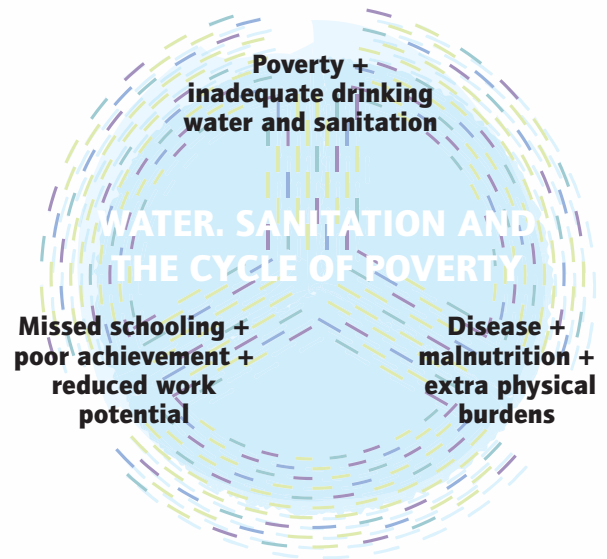 Poverty +
inadequate drinking
water and sanitation
WATER. SANITATION AND
THE CYCLE OF POVERTY
Missed schooling +
poor achievement +
reduced work
potential
Disease +
malnutrition +
extra physical
burdens